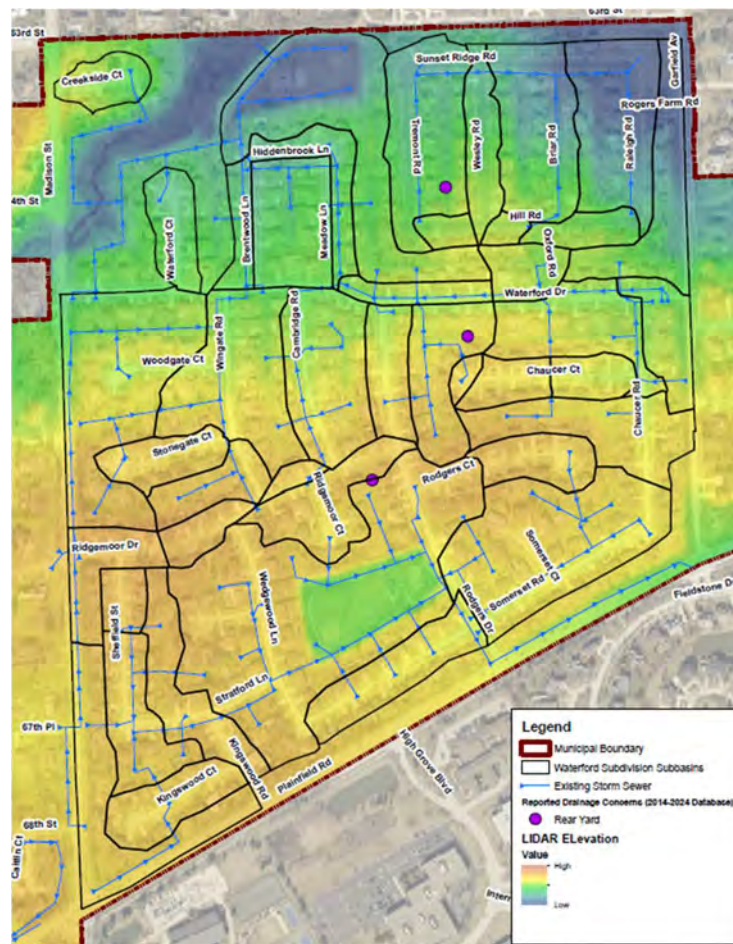 63rd St
63rd St
Creekside Ct
Sunset Ridge Rd
Garfield Av
Rogers Farm Rd
Madison St
Hiddenbrook Ln
Tremont Rd
Wesley Rd
Briar Rd
Raleigh Rd
4th St
Waterford Ct
Brentwood Ln
Meadow Ln
Hill Rd
Oxford Rd
Waterford Dr
Wingate Rd
Cambridge Rd
Woodgate Ct
Chaucer Ct
Chaucer Rd
Stonegate Ct
Ridgemoor Ct
Rodgers Ct
Ridgemoor Dr
Somerset Ct
Wedgewood Ln
Somerset Rd
Rodgers Dr
Fieldstone D
Sheffield St
Stratford Ln
67th Pl
Kingswood Rd
High Grove Blvd
Kingswood Ct
Plainfield Rd
68th St
Caitlin Ct
Intern
Legend
Municipal Boundary
Waterford Subdivision Subbasins
Existing Storm Sewer
Reported Drainage Concerns (2014-2024 Database)
Rear Yard
LIDAR ELevation
Value
High
Low